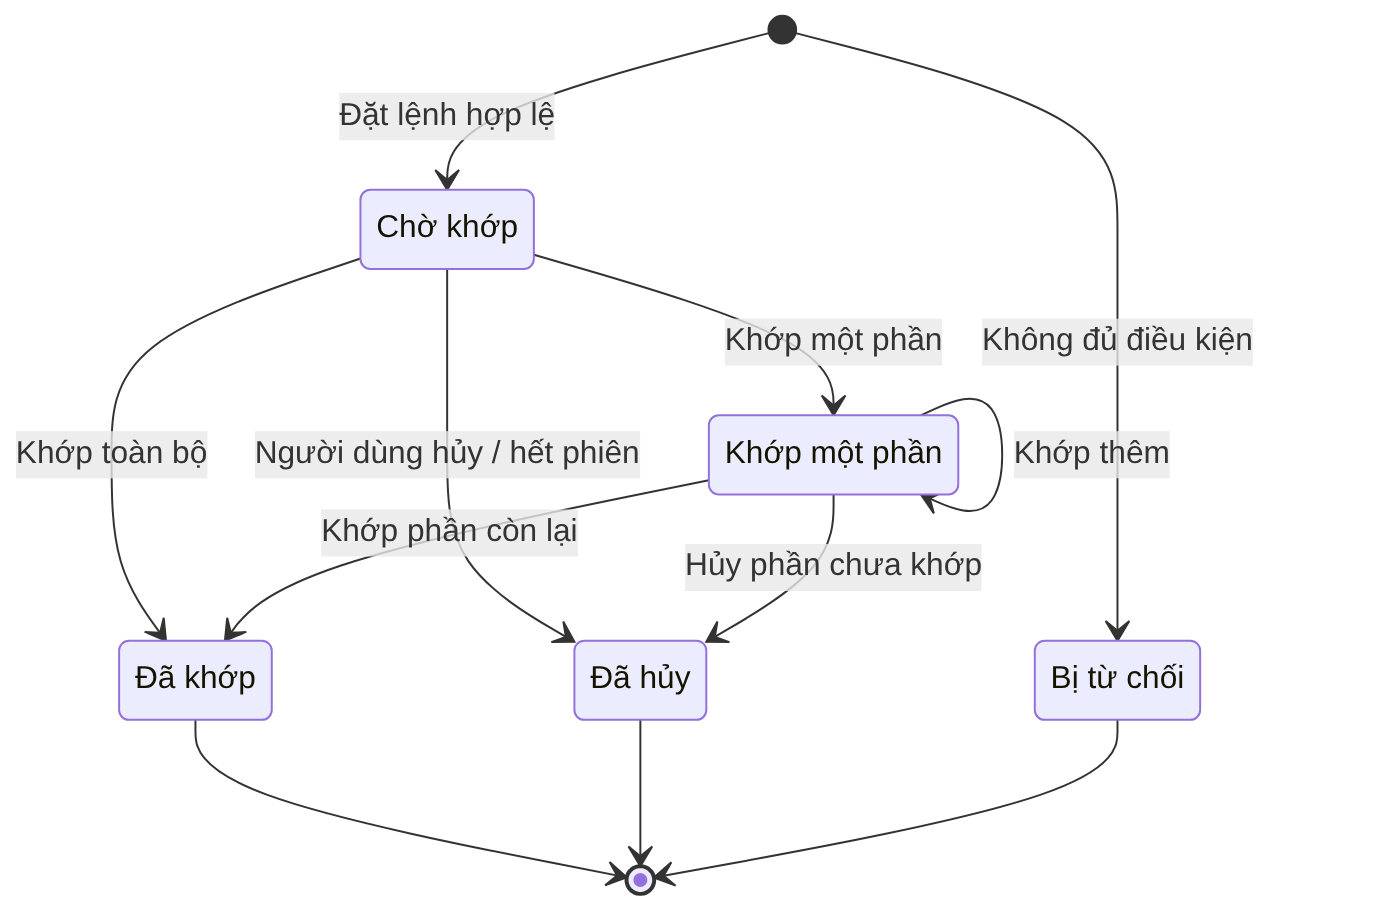 Đặt lệnh hợp lệ
Chờ khớp
Khớp một phần
Không đủ điều kiện
Khớp toàn bộ
Người dùng hủy / hết phiên
Khớp một phần
Khớp thêm
Khớp phần còn lại
Hủy phần chưa khớp
Đã khớp
Đã hủy
Bị từ chối